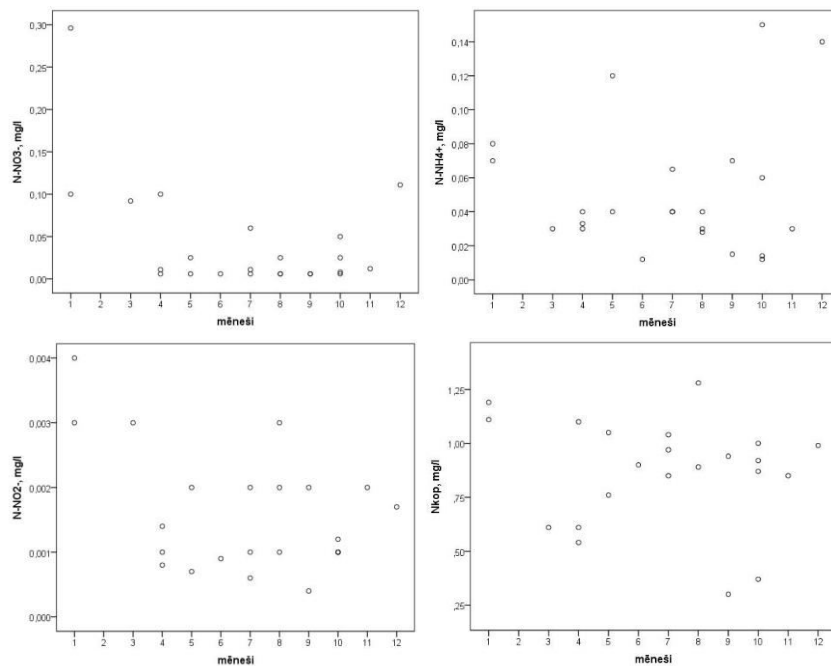 N-NO3-, mg/l
0,30
0,25
0,20
0,15
0,10
0,05
0,00
1 2 3 4 5 6 7 8 9 10 11 12
mēneši
N-NH4+, mg/l
0,14
0,12
0,10
0,08
0,06
0,04
0,02
0,00
1 2 3 4 5 6 7 8 9 10 11 12
mēneši
N-NO2-, mg/l
0,004
0,003
0,002
0,001
0,000
1 2 3 4 5 6 7 8 9 10 11 12
mēneši
Nkop, mg/l
1,25
1,00
,75
,50
,25
1 2 3 4 5 6 7 8 9 10 11 12
mēneši